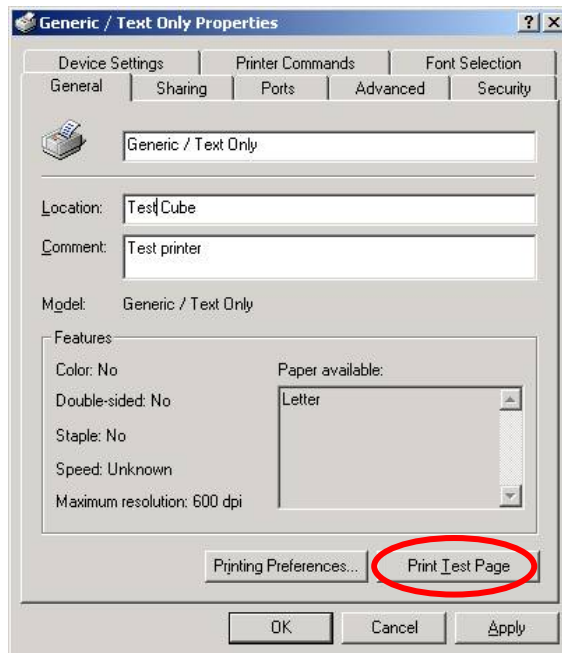 Generic / Text Only Properties
Device Settings Printer Commands Font Selection
General Sharing Ports Advanced Security
Generic / Text Only
Location: Test Cube
Comment: Test printer
Model: Generic / Text Only
Features
Color: No Paper available:
Double-sided: No Letter
Staple: No
Speed: Unknown
Maximum resolution: 600 dpi
Printing Preferences... Print Test Page
OK Cancel Apply